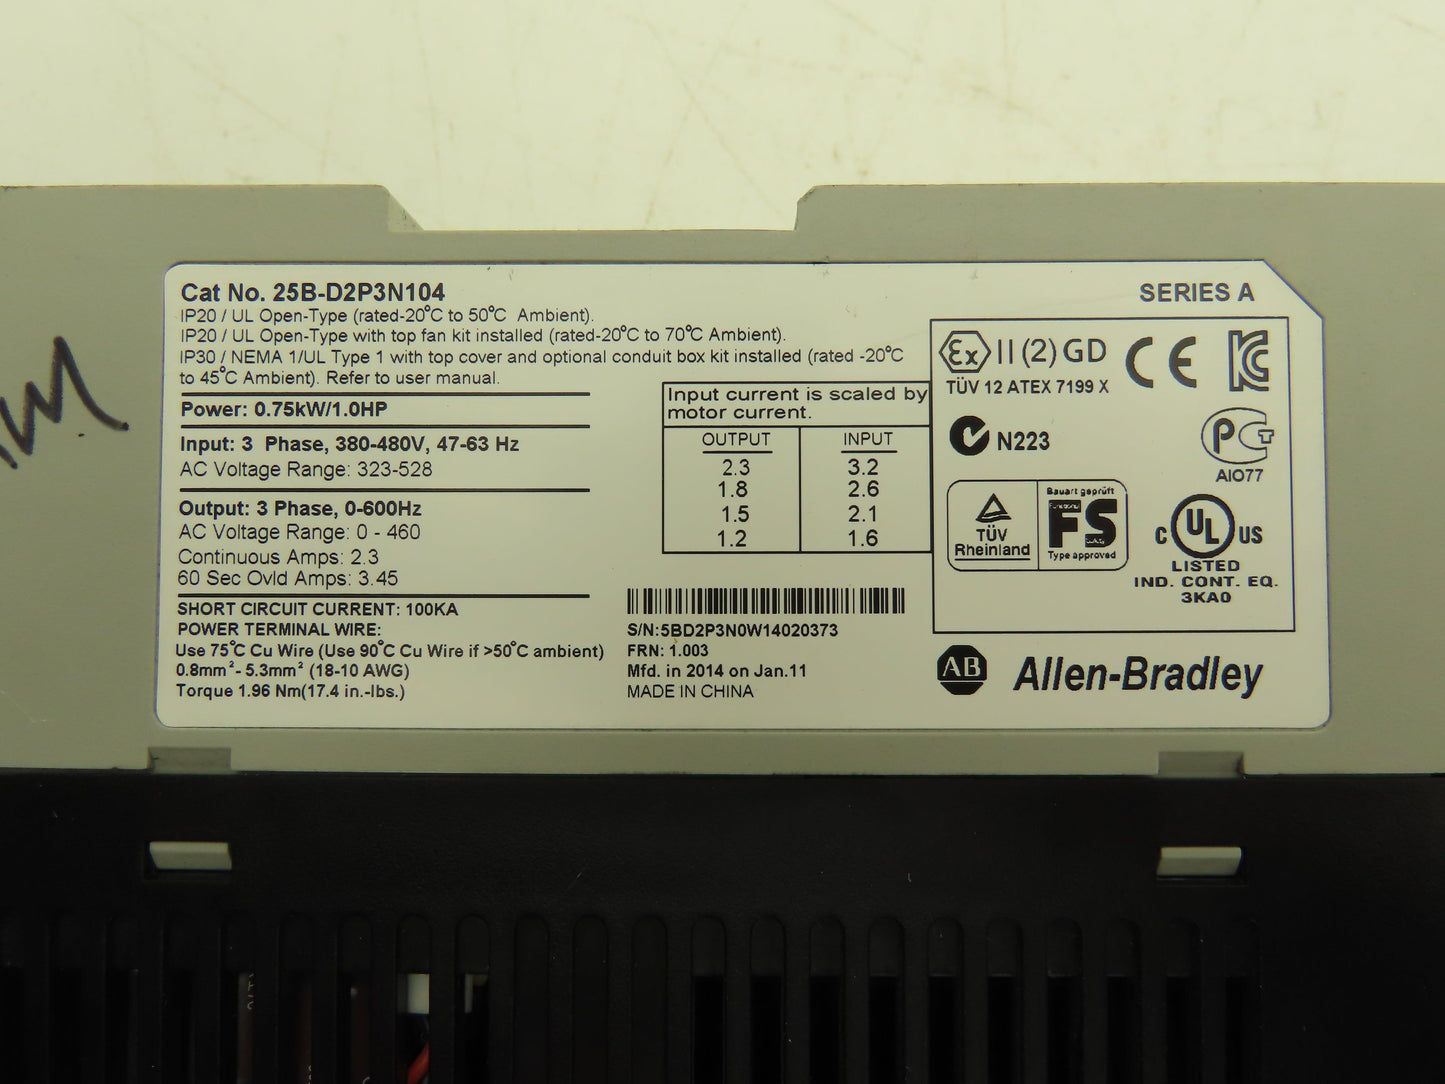 Cat No. 25B-D2P3N104
SERIES A
IP20 / UL Open-Type (rated-20°C to 50°C Ambient).
IP20 / UL Open-Type with top fan kit installed (rated-20°C to 70°C Ambient).
IP30 / NEMA 1/UL Type 1 with top cover and optional conduit box kit installed (rated -20°C
to 45°C Ambient). Refer to user manual.
Power: 0.75kW/1.0HP
Input: 3 Phase, 380-480V, 47-63 Hz
AC Voltage Range: 323-528
Output: 3 Phase, 0-600Hz
AC Voltage Range: 0 - 460
Continuous Amps: 2.3
60 Sec Ovld Amps: 3.45
SHORT CIRCUIT CURRENT: 100KA
POWER TERMINAL WIRE:
Use 75°C Cu Wire (Use 90°C Cu Wire if >50°C ambient)
0.8mm²- 5.3mm² (18-10 AWG)
Torque 1.96 Nm(17.4 in.-lbs.)
Input current is scaled by
motor current.
OUTPUT INPUT
2.3 3.2
1.8 2.6
1.5 2.1
1.2 1.6
S/N:5BD2P3N0W14020373
FRN: 1.003
Mfd. in 2014 on Jan.11
MADE IN CHINA
Ex II (2) GD CE
TÜV 12 ATEX 7199 X
N223
AIO77
TÜV
Rheinland
Bauart geprüft
Functional
FS
Type approved
C UL US
LISTED
IND. CONT. EQ.
3KA0
AB Allen-Bradley